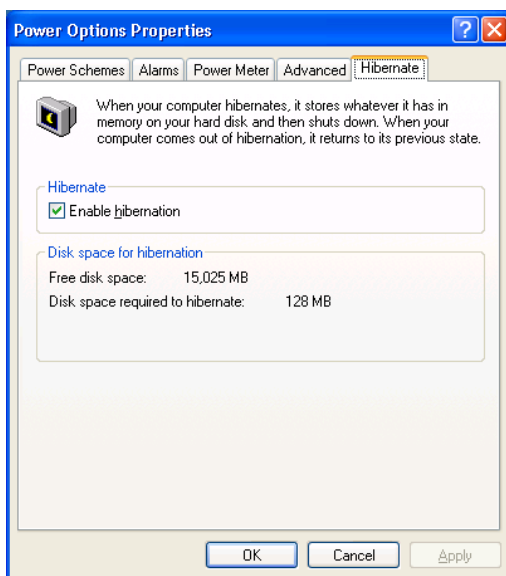 Power Options Properties
Power Schemes Alarms Power Meter Advanced Hibernate
When your computer hibernates, it stores whatever it has in
memory on your hard disk and then shuts down. When your
computer comes out of hibernation, it returns to its previous state.
Hibernate
Enable hibernation
Disk space for hibernation
Free disk space: 15,025 MB
Disk space required to hibernate: 128 MB
OK Cancel Apply